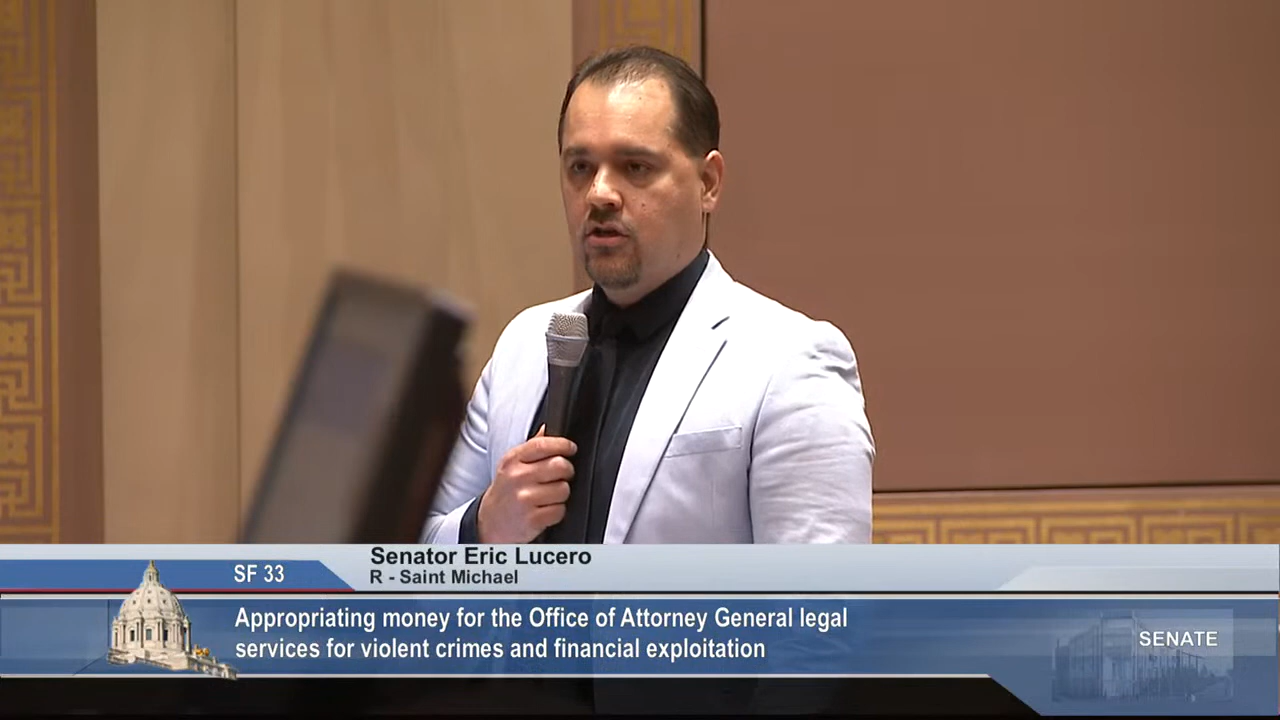 Senator Eric Lucero
R - Saint Michael
SF 33
Appropriating money for the Office of Attorney General legal
services for violent crimes and financial exploitation
SENATE